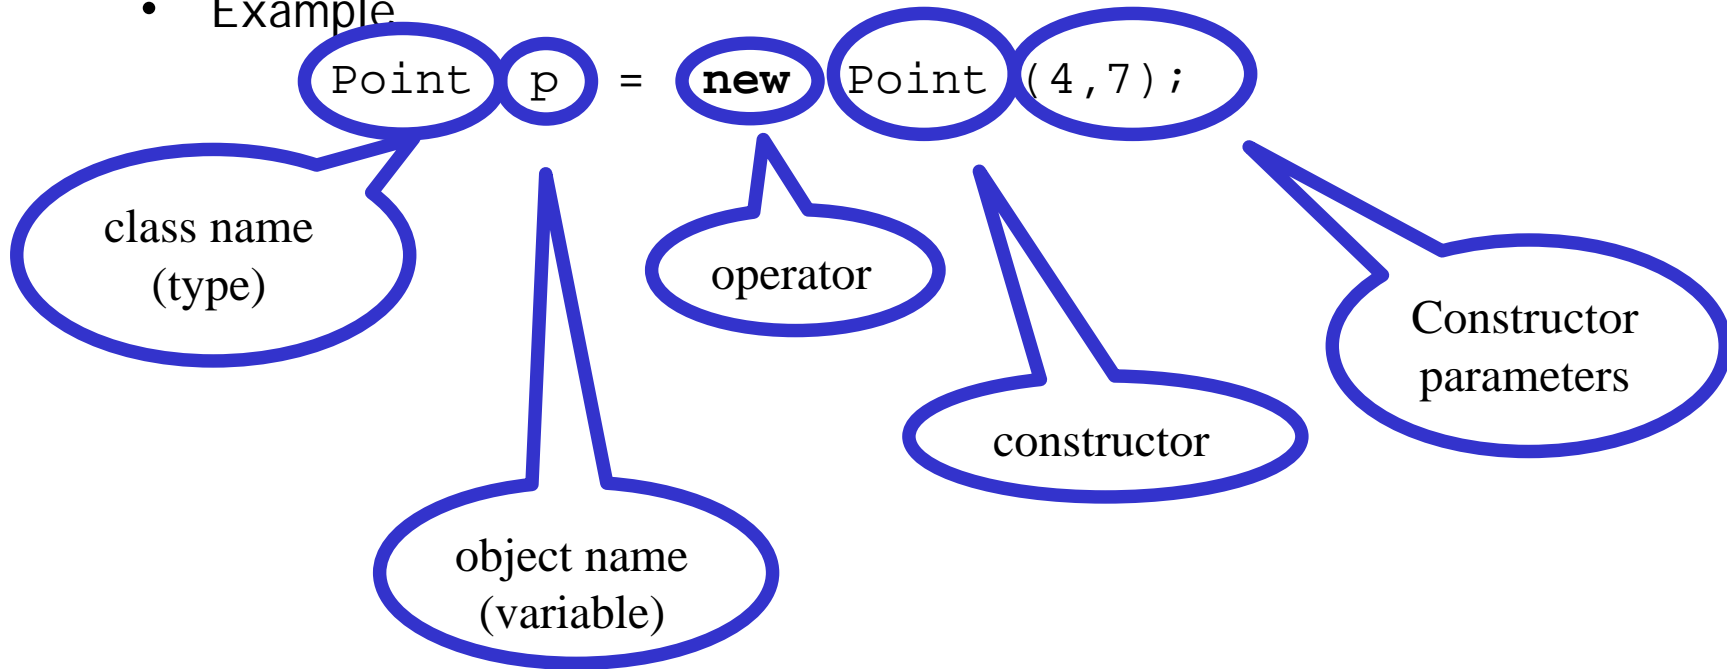 • Example
Point p = new Point (4,7);
class name
(type)
operator
Constructor
parameters
constructor
object name
(variable)